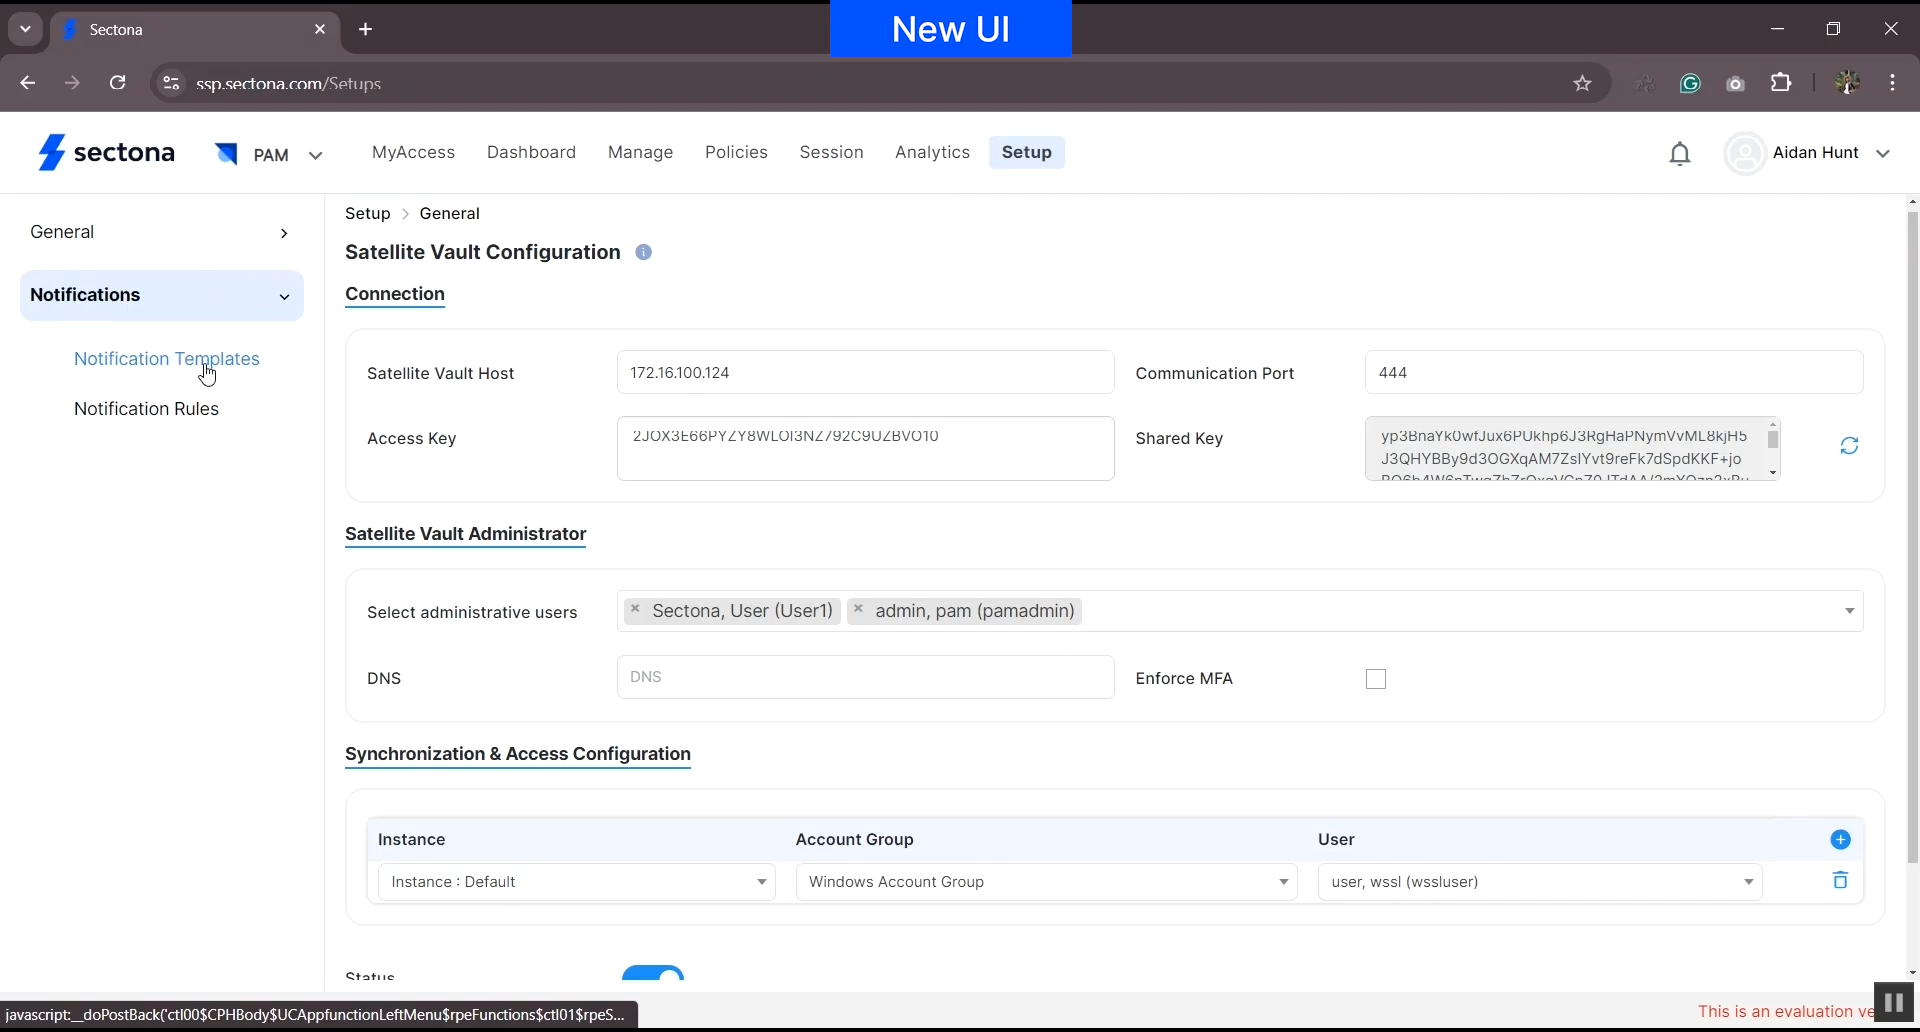 New UI
Sectona
ssp.sectona.com/Setups
sectona
PAM
MyAccess
Dashboard
Manage
Policies
Session
Analytics
Setup
Aidan Hunt
General
Notifications
Notification Templates
Notification Rules
Setup > General
Satellite Vault Configuration
Connection
Satellite Vault Host
172.16.100.124
Communication Port
444
Access Key
Shared Key
J3QHYBBy9d3OGXqAM7ZsIYvt9reFk7dSpdKKF+jo
Satellite Vault Administrator
Select administrative users
× Sectona, User (User1)
× admin, pam (pamadmin)
DNS
DNS
Enforce MFA
Synchronization & Access Configuration
Instance
Account Group
User
Instance : Default
Windows Account Group
user, wssl (wssluser)
Status
javascript:__doPostBack('ctl00$CPHBody$UCAppfunctionLeftMenu$rpeFunctions$ctl01$rpeS...
This is an evaluation ve